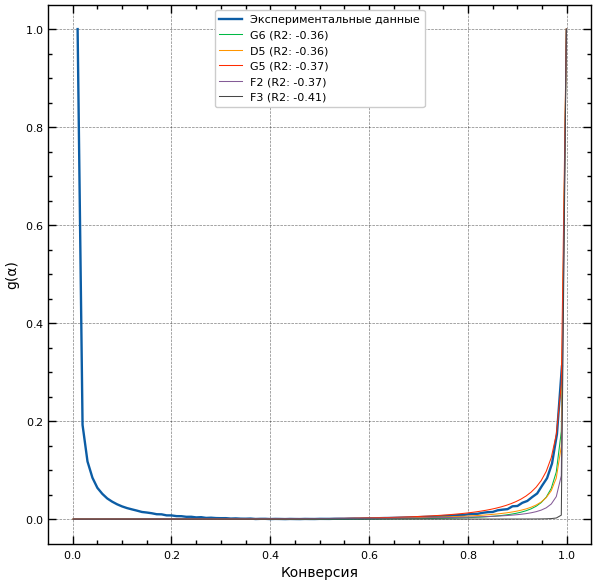 Экспериментальные данные
G6 (R2: -0.36)
D5 (R2: -0.36)
G5 (R2: -0.37)
F2 (R2: -0.37)
F3 (R2: -0.41)
g(α)
1.0
0.8
0.6
0.4
0.2
0.0
0.0 0.2 0.4 0.6 0.8 1.0
Конверсия